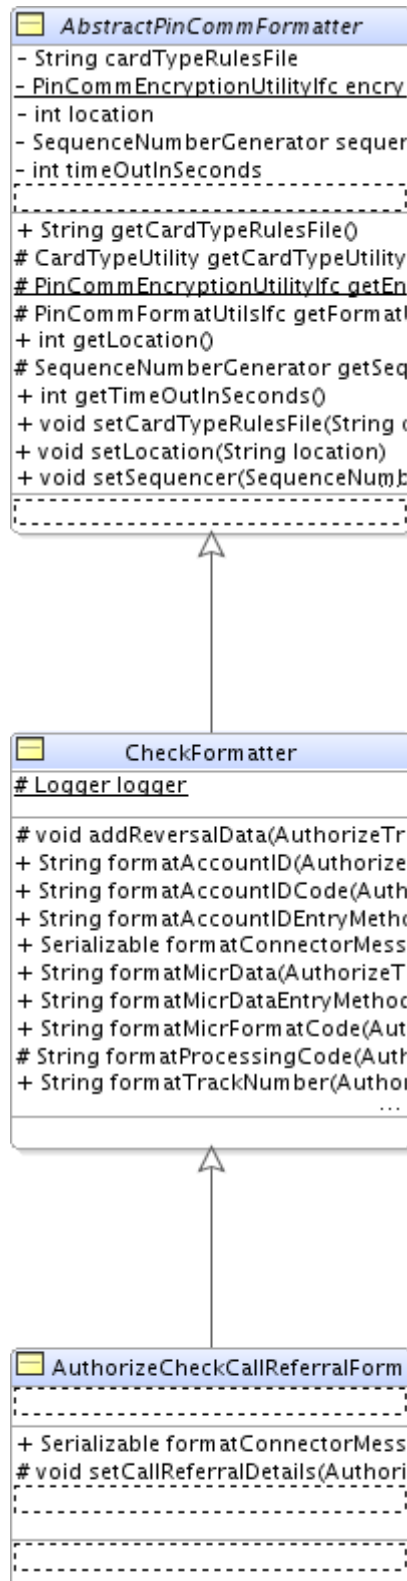 AbstractPinCommFormatter
- String cardTypeRulesFile
- PinCommEncryptionUtilityIfc encry
- int location
- SequenceNumberGenerator sequer
- int timeOutInSeconds
+ String getCardTypeRulesFile()
# CardTypeUtility getCardTypeUtility
# PinCommEncryptionUtilityIfc getEn
# PinCommFormatUtilsIfc getFormatU
+ int getLocation()
# SequenceNumberGenerator getSeq
+ int getTimeOutInSeconds()
+ void setCardTypeRulesFile(String c
+ void setLocation(String location)
+ void setSequencer(SequenceNumb
CheckFormatter
# Logger logger
# void addReversalData(AuthorizeTr
+ String formatAccountID(Authorize
+ String formatAccountIDCode(Auth
+ String formatAccountIDEntryMetho
+ Serializable formatConnectorMess
+ String formatMicrData(AuthorizeT
+ String formatMicrDataEntryMethod
+ String formatMicrFormatCode(Aut
# String formatProcessingCode(Auth
+ String formatTrackNumber(Author
...
AuthorizeCheckCallReferralForm
+ Serializable formatConnectorMess
# void setCallReferralDetails(Authori